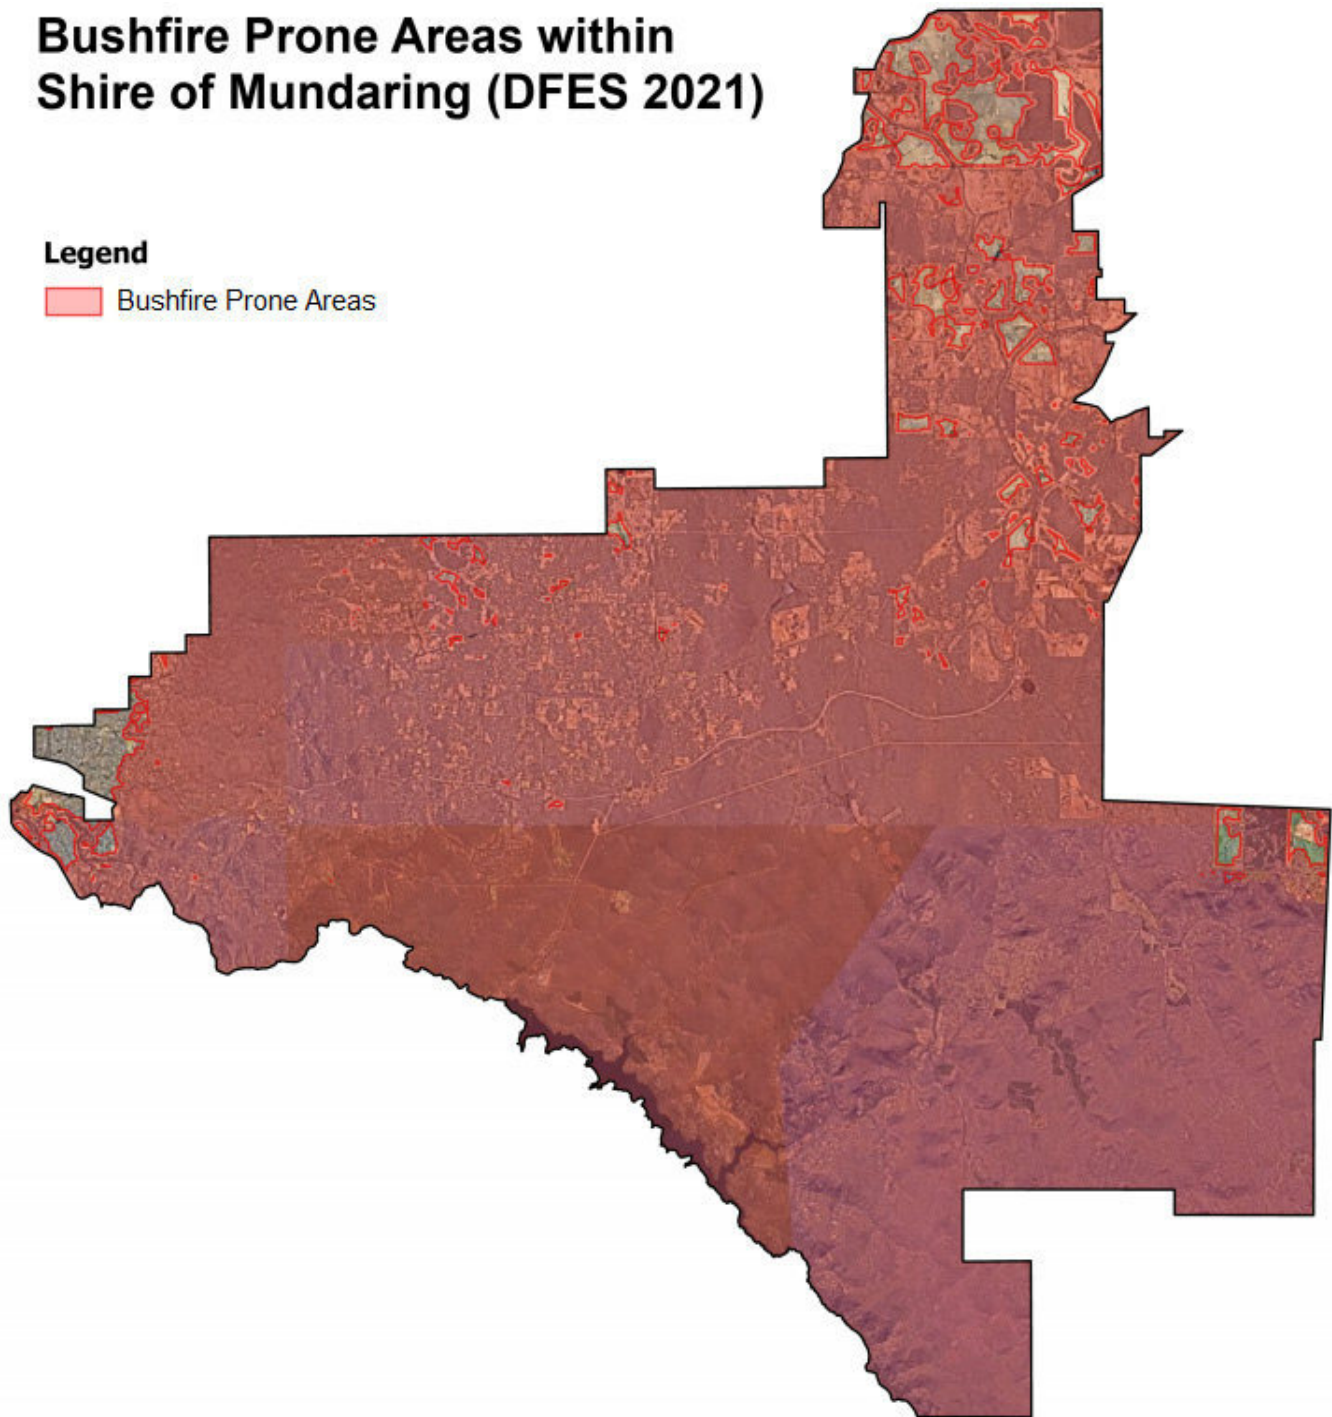 Bushfire Prone Areas within
Shire of Mundaring (DFES 2021)
Legend
Bushfire Prone Areas